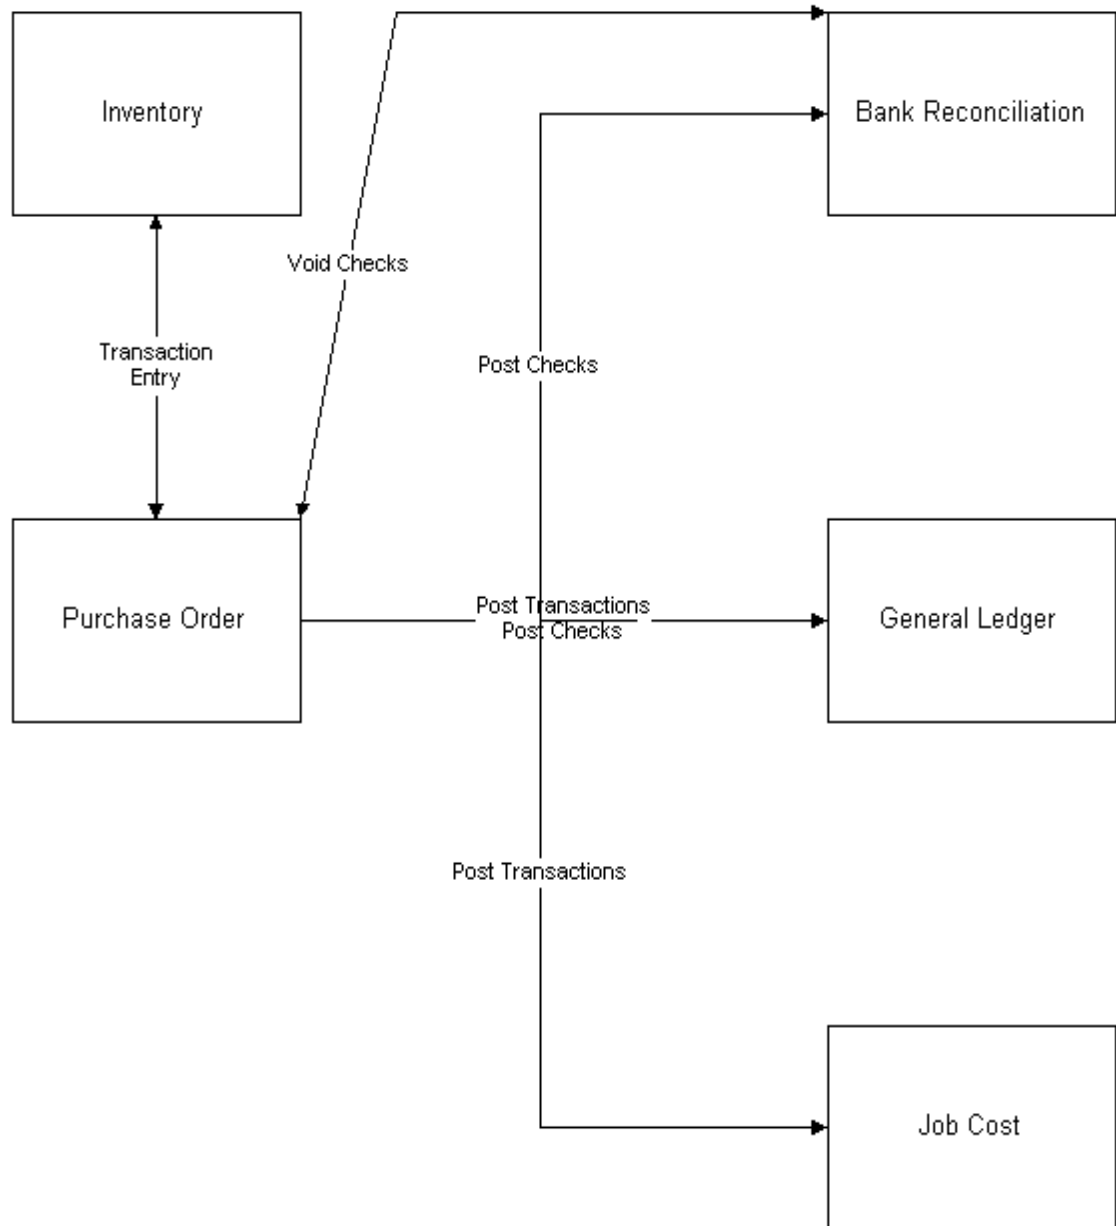 Inventory
Bank Reconciliation
Void Checks
Transaction
Entry
Post Checks
Purchase Order
Post Transactions
Post Checks
General Ledger
Post Transactions
Job Cost